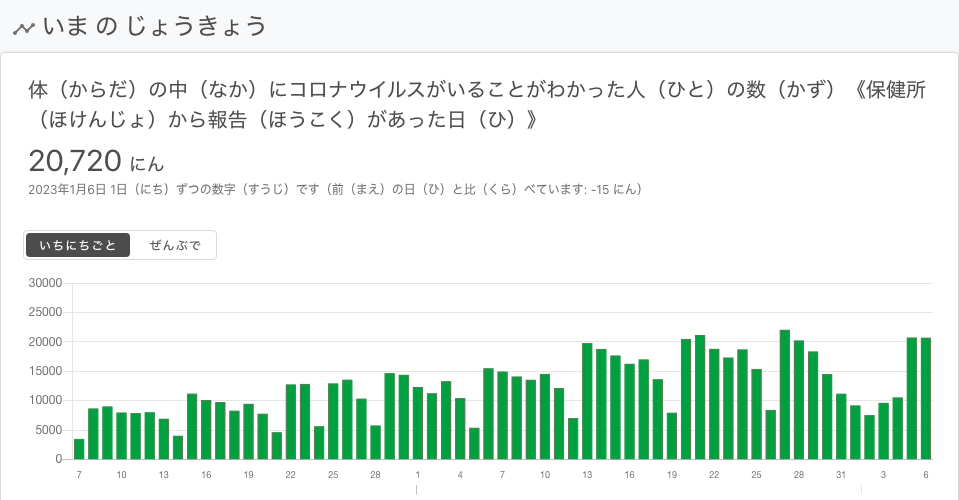 いまの じょうきょう
体（からだ）の中（なか）にコロナウイルスがいることがわかった人（ひと）の数（かず）《保健所
（ほけんじょ）から報告（ほうこく）があった日（ひ）》
20,720 にん
2023年1月6日 1日（にち）ずつの数字（すうじ）です（前（まえ）の日（ひ）と比（くら）べています: -15 にん）
いちにちごと ぜんぶで
30000
25000
20000
15000
10000
5000
0
7 10 13 16 19 22 25 28 1 4 7 10 13 16 19 22 25 28 31 3 6